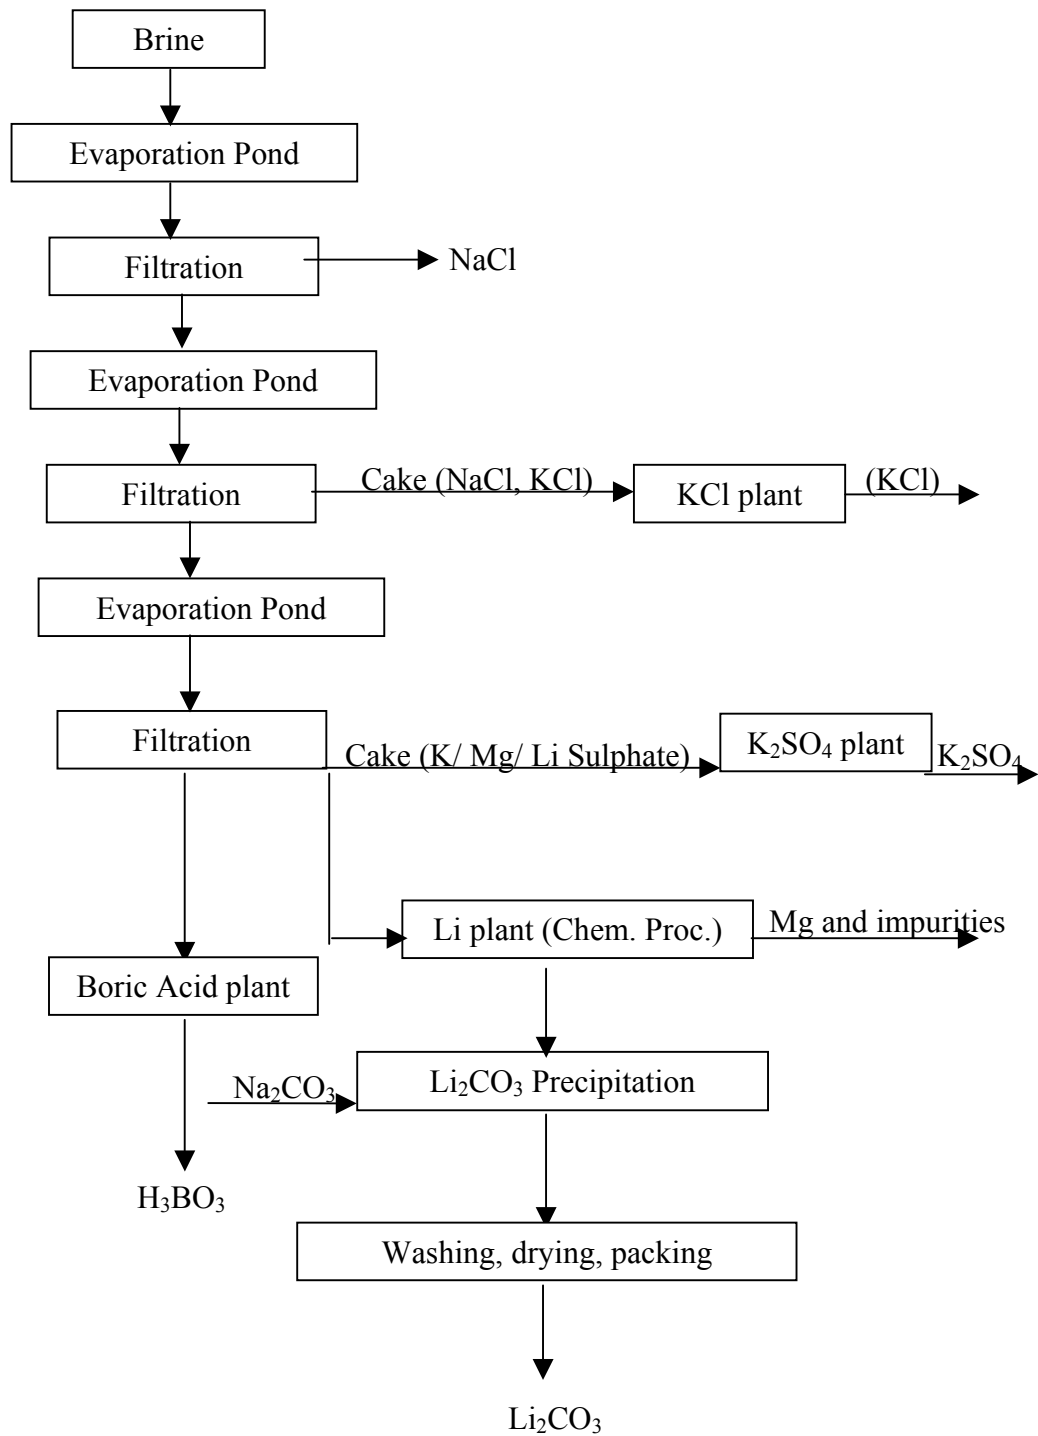 Brine
Evaporation Pond
Filtration
NaCl
Evaporation Pond
Filtration
Cake (NaCl, KCl)
KCl plant
(KCl)
Evaporation Pond
Filtration
Cake (K/ Mg/ Li Sulphate)
K₂SO₄ plant
K₂SO₄
Li plant (Chem. Proc.)
Mg and impurities
Boric Acid plant
Na₂CO₃
Li₂CO₃ Precipitation
H₃BO₃
Washing, drying, packing
Li₂CO₃